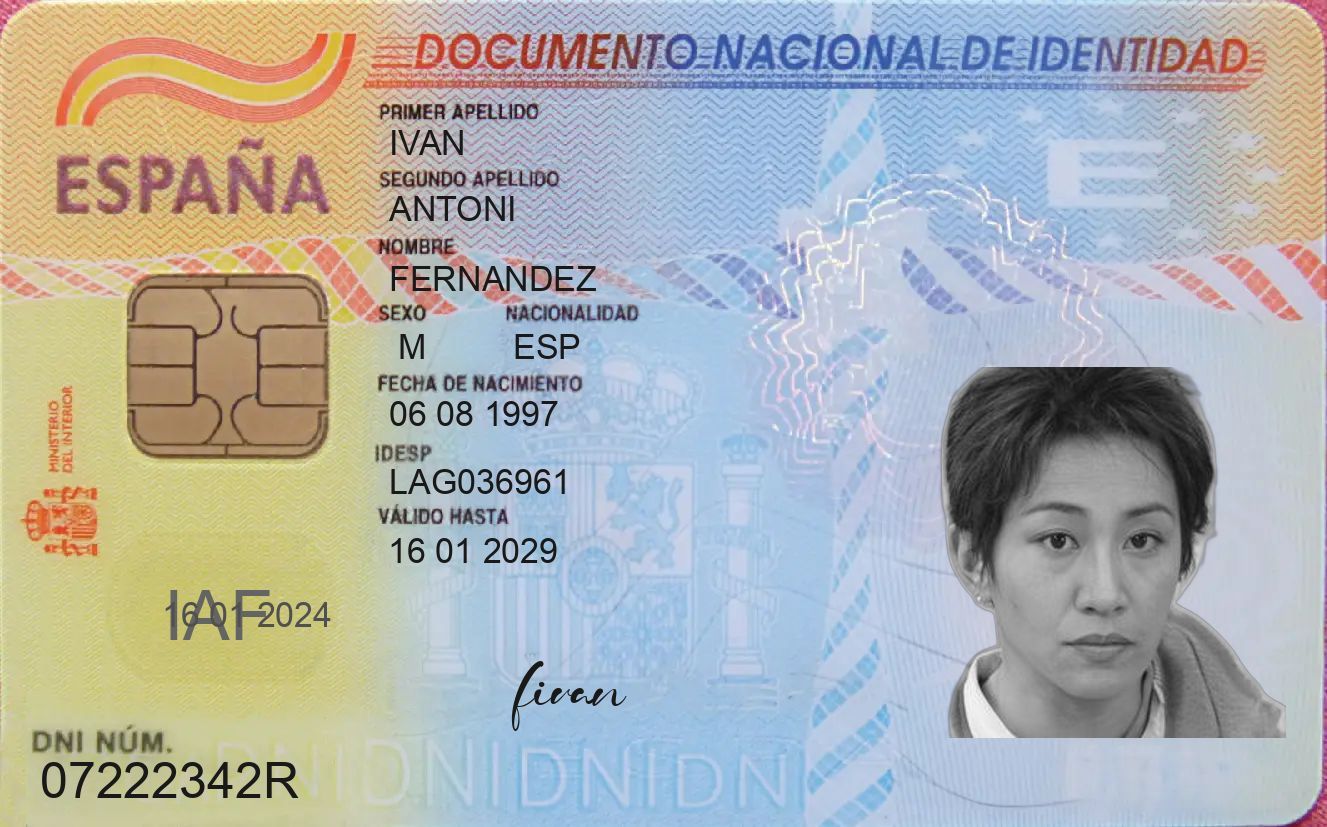 DOCUMENTO NACIONAL DE IDENTIDAD
ESPAÑA
PRIMER APELLIDO
IVAN
SEGUNDO APELLIDO
ANTONI
NOMBRE
FERNANDEZ
SEXO NACIONALIDAD
M ESP
FECHA DE NACIMIENTO
06 08 1997
IDESP
LAG036961
VÁLIDO HASTA
16 01 2029
MINISTERIO
DEL INTERIOR
E
IAF
16 01 2024
fivan
DNI NÚM.
07222342R
DNIDNIDNIDNI